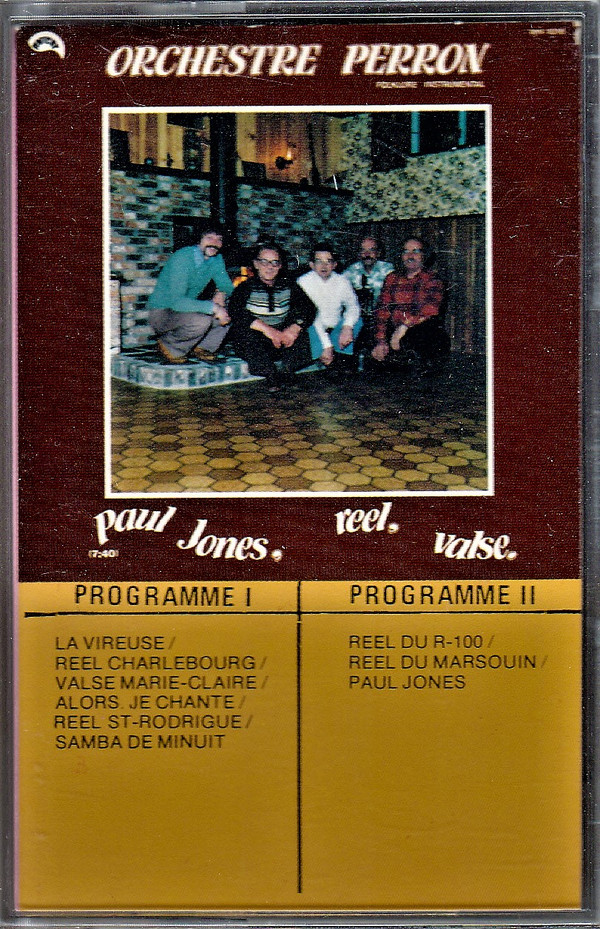 ORCHESTRE PERRON
FOLKLORE INSTRUMENTAL
paul Jones. reel. valse.
(7:40)
PROGRAMME I
LA VIREUSE /
REEL CHARLEBOURG /
VALSE MARIE-CLAIRE /
ALORS, JE CHANTE /
REEL ST-RODRIGUE /
SAMBA DE MINUIT
PROGRAMME II
REEL DU R-100 /
REEL DU MARSOUIN /
PAUL JONES